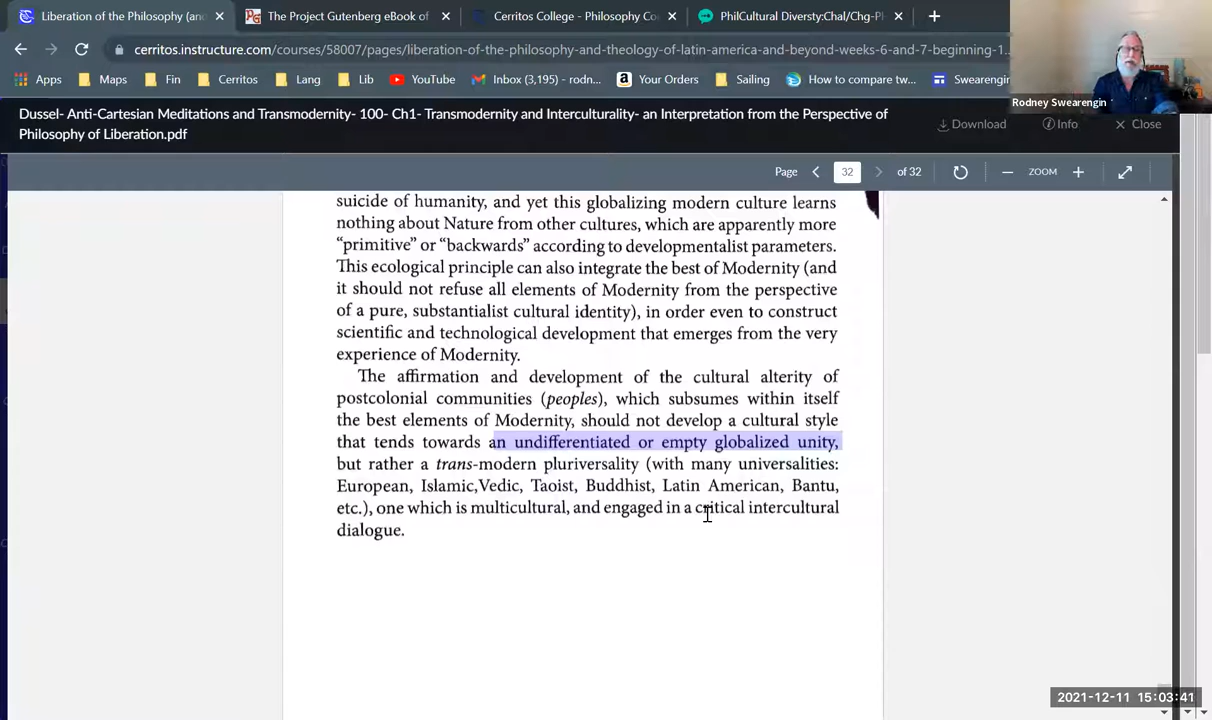 Liberation of the Philosophy (and
The Project Gutenberg eBook of
Cerritos College - Philosophy Co
PhilCultural Diversty:Chal/Chg-P
cerritos.instructure.com/courses/58007/pages/liberation-of-the-philosophy-and-theology-of-latin-america-and-beyond-weeks-6-and-7-beginning-1...
Apps Maps Fin Cerritos Lang Lib YouTube Inbox (3,195) - rodn... Your Orders Sailing How to compare tw... Swearengin
Rodney Swearengin
Dussel- Anti-Cartesian Meditations and Transmodernity- 100- Ch1- Transmodernity and Interculturality- an Interpretation from the Perspective of
Philosophy of Liberation.pdf
Download Info Close
Page 32 of 32 ZOOM
suicide of humanity, and yet this globalizing modern culture learns
nothing about Nature from other cultures, which are apparently more
“primitive” or “backwards” according to developmentalist parameters.
This ecological principle can also integrate the best of Modernity (and
it should not refuse all elements of Modernity from the perspective
of a pure, substantialist cultural identity), in order even to construct
scientific and technological development that emerges from the very
experience of Modernity.
The affirmation and development of the cultural alterity of
postcolonial communities (peoples), which subsumes within itself
the best elements of Modernity, should not develop a cultural style
that tends towards an undifferentiated or empty globalized unity,
but rather a trans-modern pluriversality (with many universalities:
European, Islamic,Vedic, Taoist, Buddhist, Latin American, Bantu,
etc.), one which is multicultural, and engaged in a critical intercultural
dialogue.
2021-12-11 15:03:41